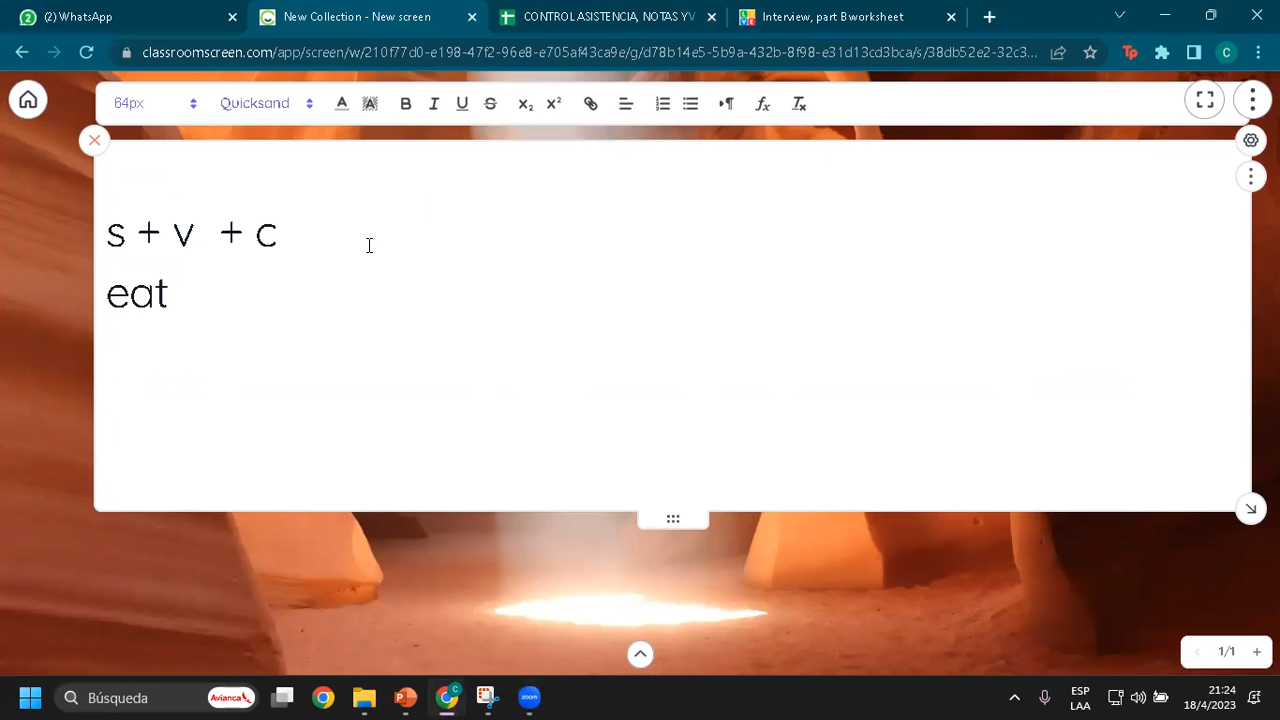 (2) WhatsApp
New Collection - New screen
CONTROL ASISTENCIA, NOTAS YV
Interview, part B worksheet
classroomscreen.com/app/screen/w/210f77d0-e198-47f2-96e8-e705af43ca9e/g/d78b14e5-5b9a-432b-8f98-e31d13cd3bca/s/38db52e2-32c3...
64px Quicksand
s + v + c
eat
1/1
Búsqueda
Avianca
zoom
ESP
LAA
21:24
18/4/2023